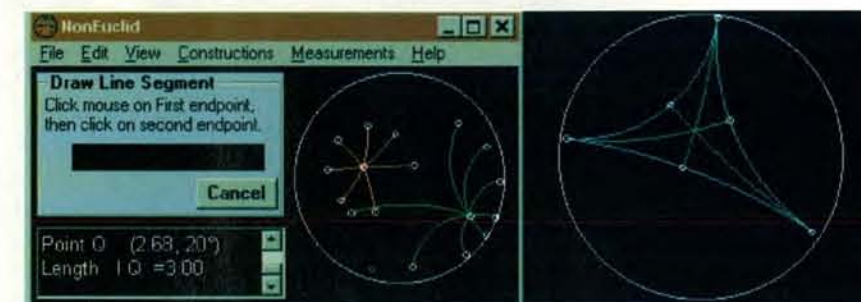 NonEuclid
File Edit View Constructions Measurements Help
Draw Line Segment
Click mouse on First endpoint,
then click on second endpoint.
Cancel
Point Q (2.68, 20°)
Length I Q =3.00